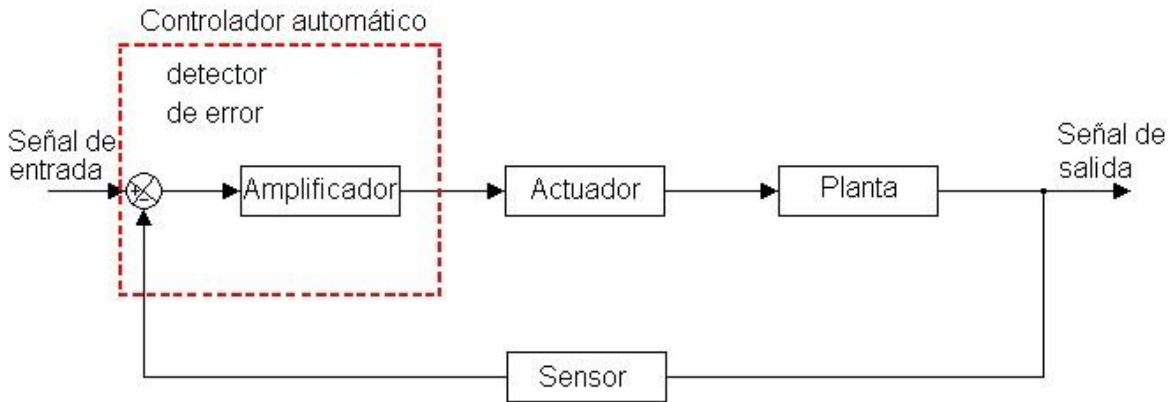 Controlador automático
detector
de error
Señal de
entrada
+
-
Amplificador
Actuador
Planta
Señal de
salida
Sensor